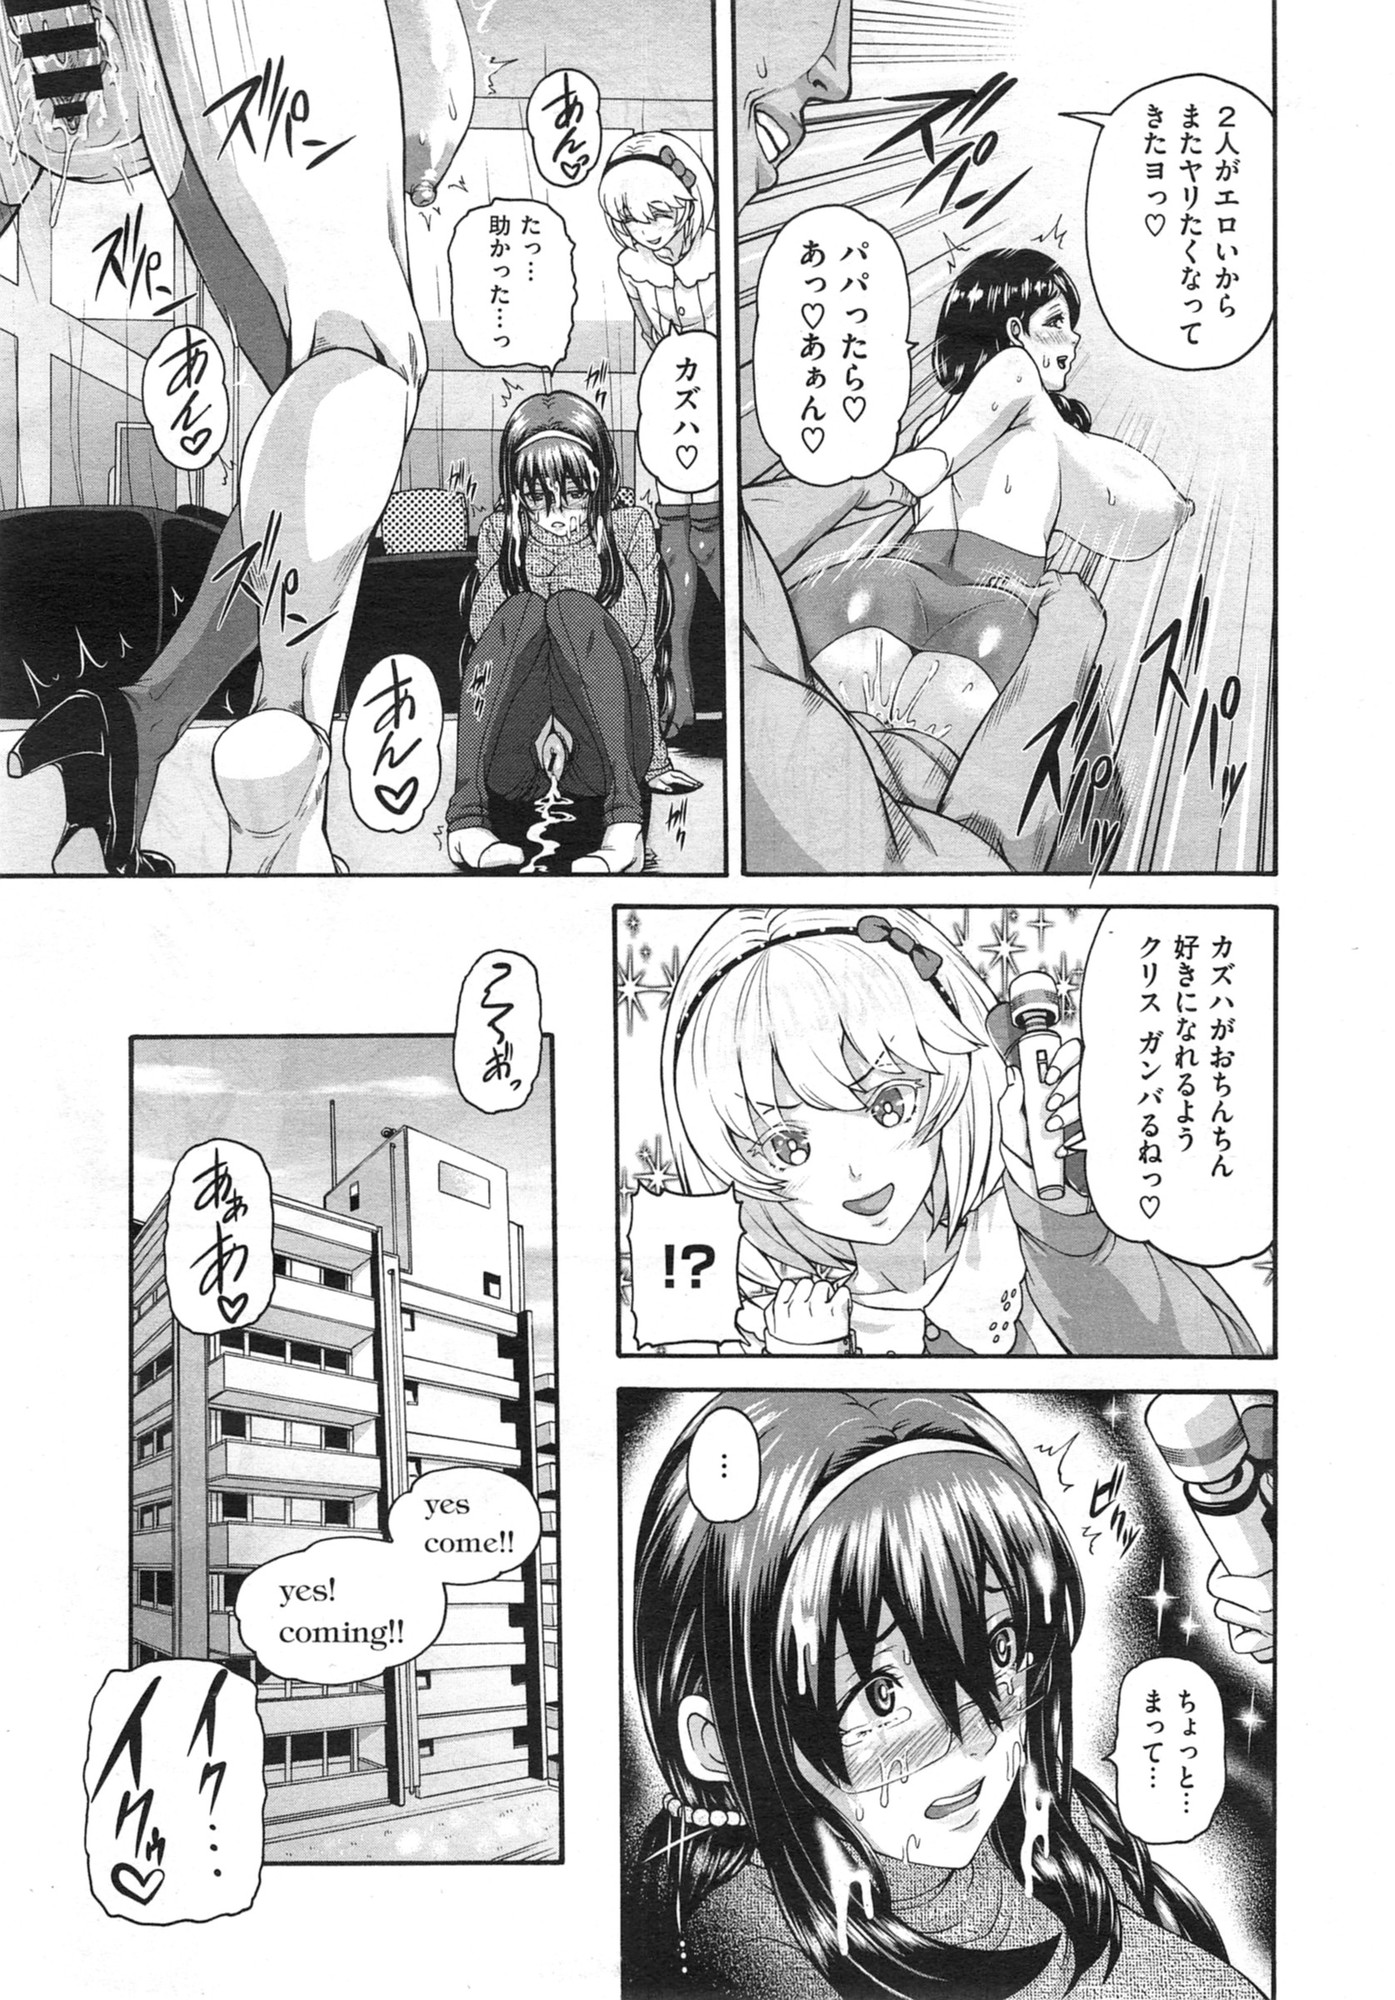 2人がエロいから
またヤリたくなって
きたヨっ♡
パパったら♡
あっ♡あぁん♡
ズパッ
ズパッ
あんっ♡
ズパン
カズハ♡
たっ…
助かった…っ
ズパン
あん♡
ズパン
あん♡
カズハがおちんちん
好きになれるよう
クリス ガンバるねっ♡
!?
…
ちょっと…
まって…
…
あぁあ♡
yes
come!!
yes!
coming!!
イク…
イクゥ♡